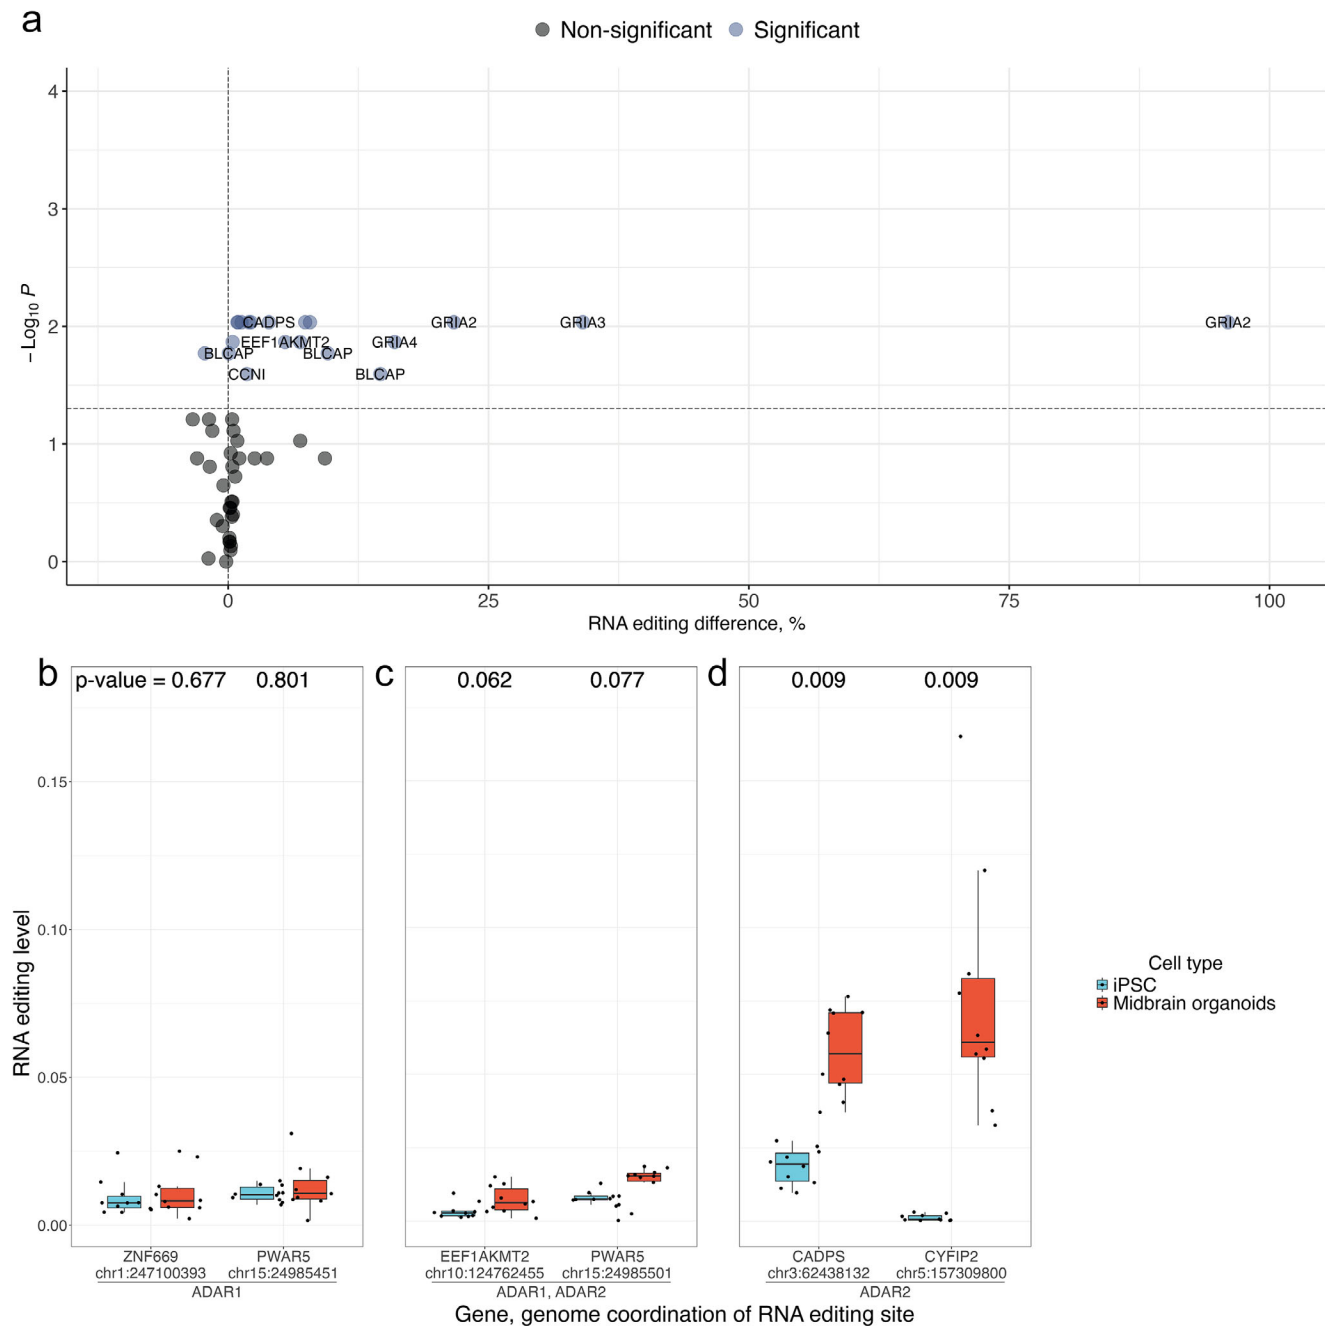 a
Non-significant Significant
4
3
2
1
0
−Log10 P
CADPS GRIA2 GRIA3 GRIA2
EEF1AKMT2 GRIA4
BLCAP BLCAP
CCNI BLCAP
0 25 50 75 100
RNA editing difference, %
b p-value = 0.677 0.801
c 0.062 0.077
d 0.009 0.009
0.15
0.10
0.05
0.00
RNA editing level
Cell type
iPSC
Midbrain organoids
ZNF669 PWAR5 EEF1AKMT2 PWAR5 CADPS CYFIP2
chr1:247100393 chr15:24985451 chr10:124762455 chr15:24985501 chr3:62438132 chr5:157309800
ADAR1 ADAR1, ADAR2 ADAR2
Gene, genome coordination of RNA editing site